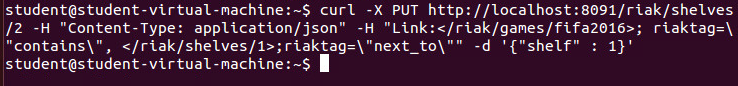 student@student-virtual-machine:~$ curl -X PUT http://localhost:8091/riak/shelves
/2 -H "Content-Type: application/json" -H "Link:</riak/games/fifa2016>; riaktag=\
"contains\", </riak/shelves/1>;riaktag=\"next_to\"" -d '{"shelf" : 1}'
student@student-virtual-machine:~$